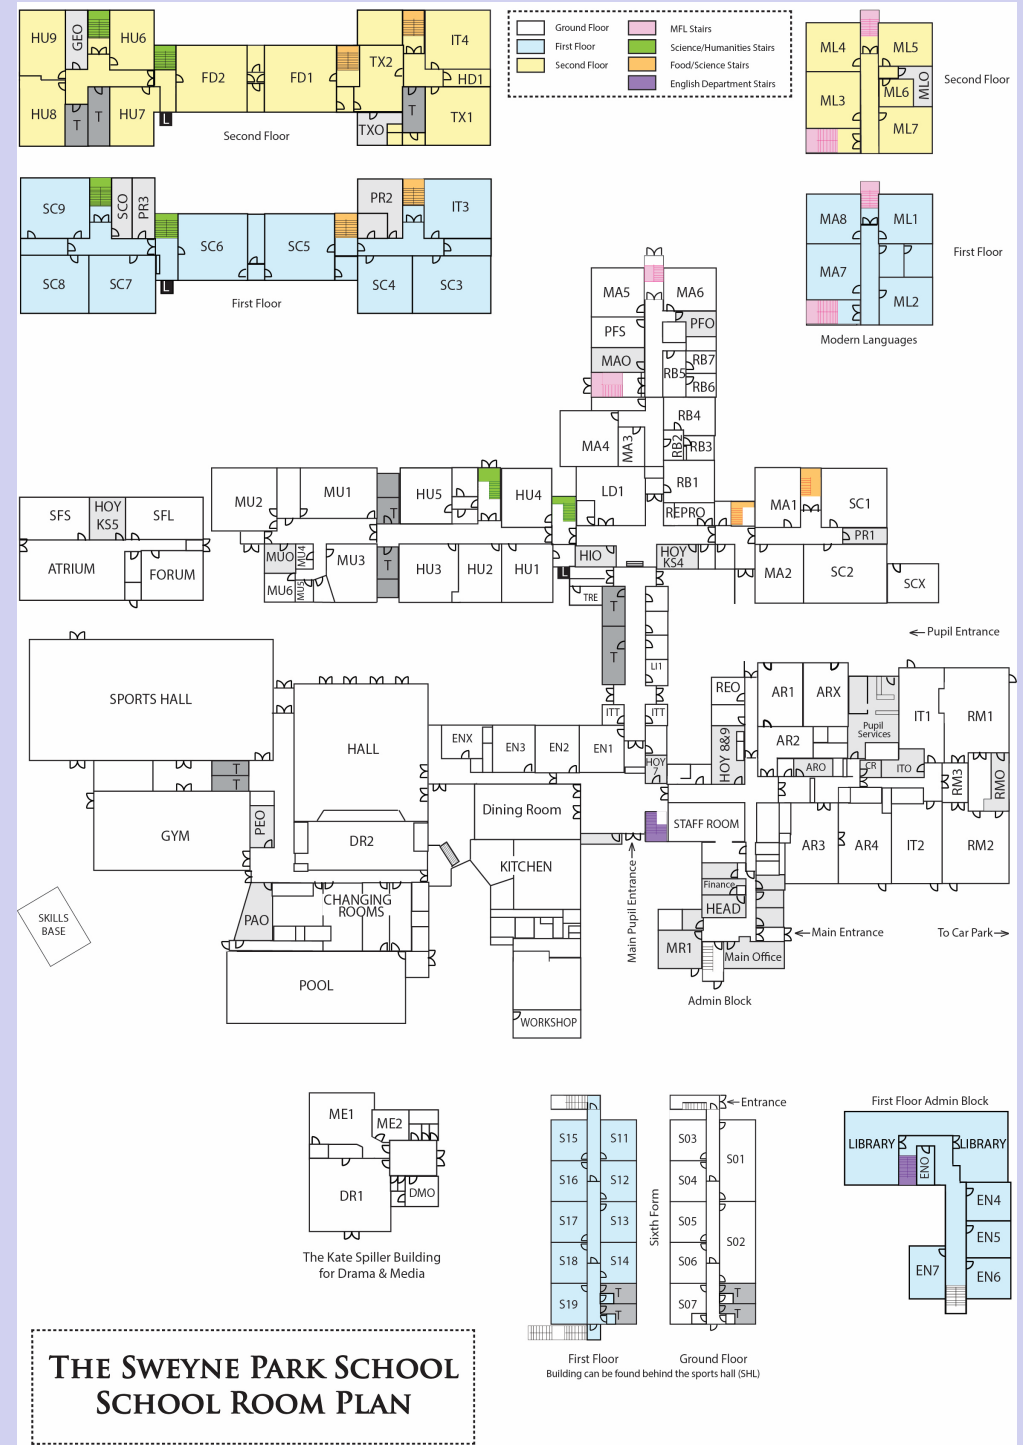 HU9
GEO
HU6
FD2
FD1
TX2
IT4
HD1
HU8
T
T
HU7
L
TXO
T
TX1
Second Floor
Ground Floor
First Floor
Second Floor
MFL Stairs
Science/Humanities Stairs
Food/Science Stairs
English Department Stairs
ML4
ML5
ML3
ML6
MLO
ML7
Second Floor
SC9
SCO
PR3
SC6
SC5
PR2
IT3
SC8
SC7
L
SC4
SC3
First Floor
MA8
ML1
MA7
ML2
First Floor
Modern Languages
MA5
MA6
PFS
PFO
MAO
RB5
RB7
RB6
RB4
MA4
MA3
RB2
RB3
RB1
LD1
REPRO
MU2
MU1
T
HU5
HU4
MA1
SC1
PR1
SFS
HOY
KS5
SFL
ATRIUM
FORUM
MUO
MU4
MU3
MU6
MU5
T
HU3
HU2
HU1
L
HIO
HOY
KS4
MA2
SC2
SCX
TRE
T
T
LI1
ITT
ITT
Pupil Entrance
SPORTS HALL
HALL
T
T
ENX
EN3
EN2
EN1
HOY
7
REO
HOY 8&9
AR1
ARX
AR2
ARO
Pupil
Services
CR
ITO
IT1
RM1
RM3
RMO
GYM
PEO
DR2
Dining Room
KITCHEN
STAFF ROOM
AR3
AR4
IT2
RM2
Main Pupil Entrance
Finance
HEAD
MR1
Main Office
Main Entrance
To Car Park
Admin Block
SKILLS
BASE
PAO
CHANGING
ROOMS
POOL
WORKSHOP
ME1
ME2
DR1
DMO
The Kate Spiller Building
for Drama & Media
S15
S11
S16
S12
S17
S13
S18
S14
S19
T
T
First Floor
Sixth Form
Entrance
S03
S01
S04
S05
S02
S06
S07
T
T
Ground Floor
Building can be found behind the sports hall (SHL)
First Floor Admin Block
LIBRARY
LIBRARY
ENO
EN4
EN5
EN7
EN6
The Sweyne Park School
School Room Plan